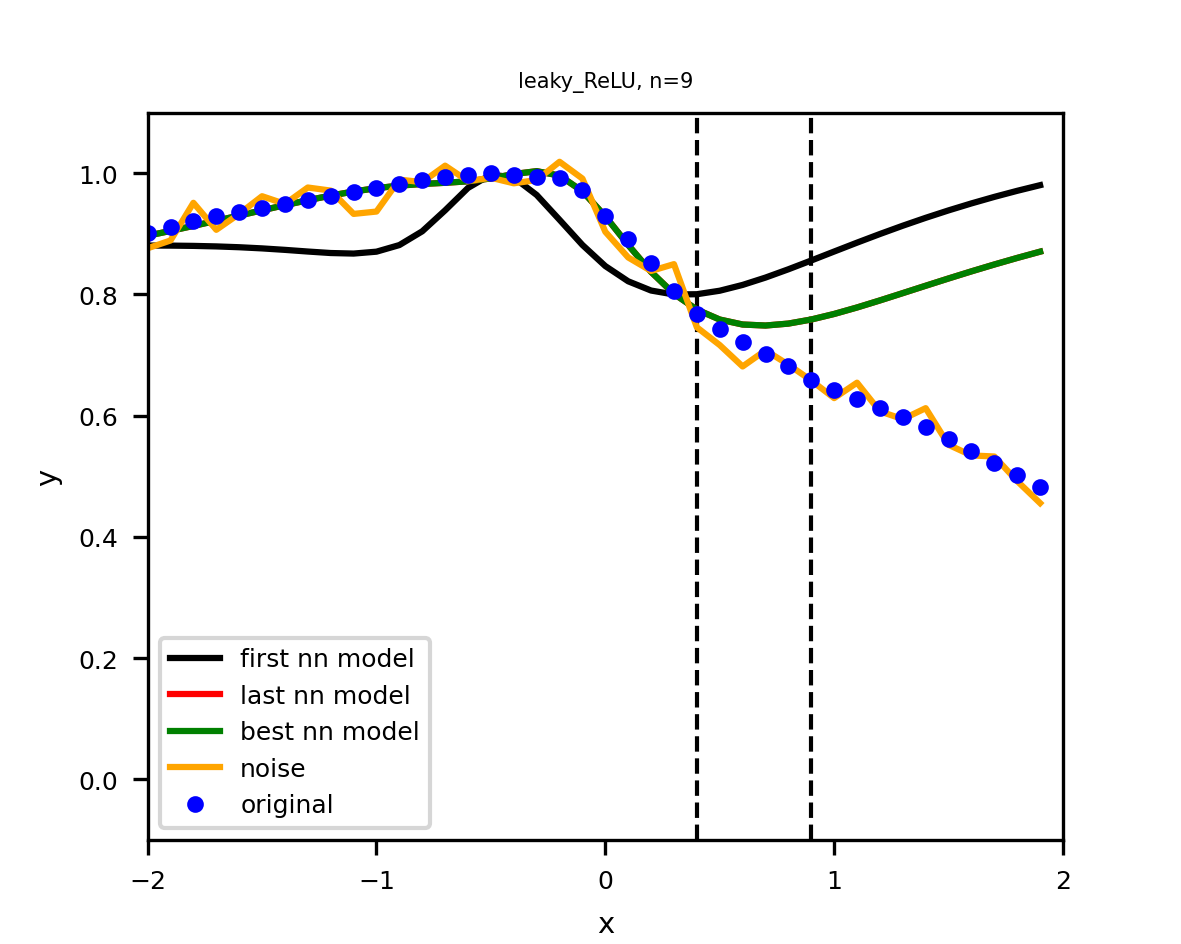 leaky_ReLU, n=9
1.0
0.8
0.6
0.4
0.2
0.0
y
first nn model
last nn model
best nn model
noise
original
−2
−1
0
1
2
x